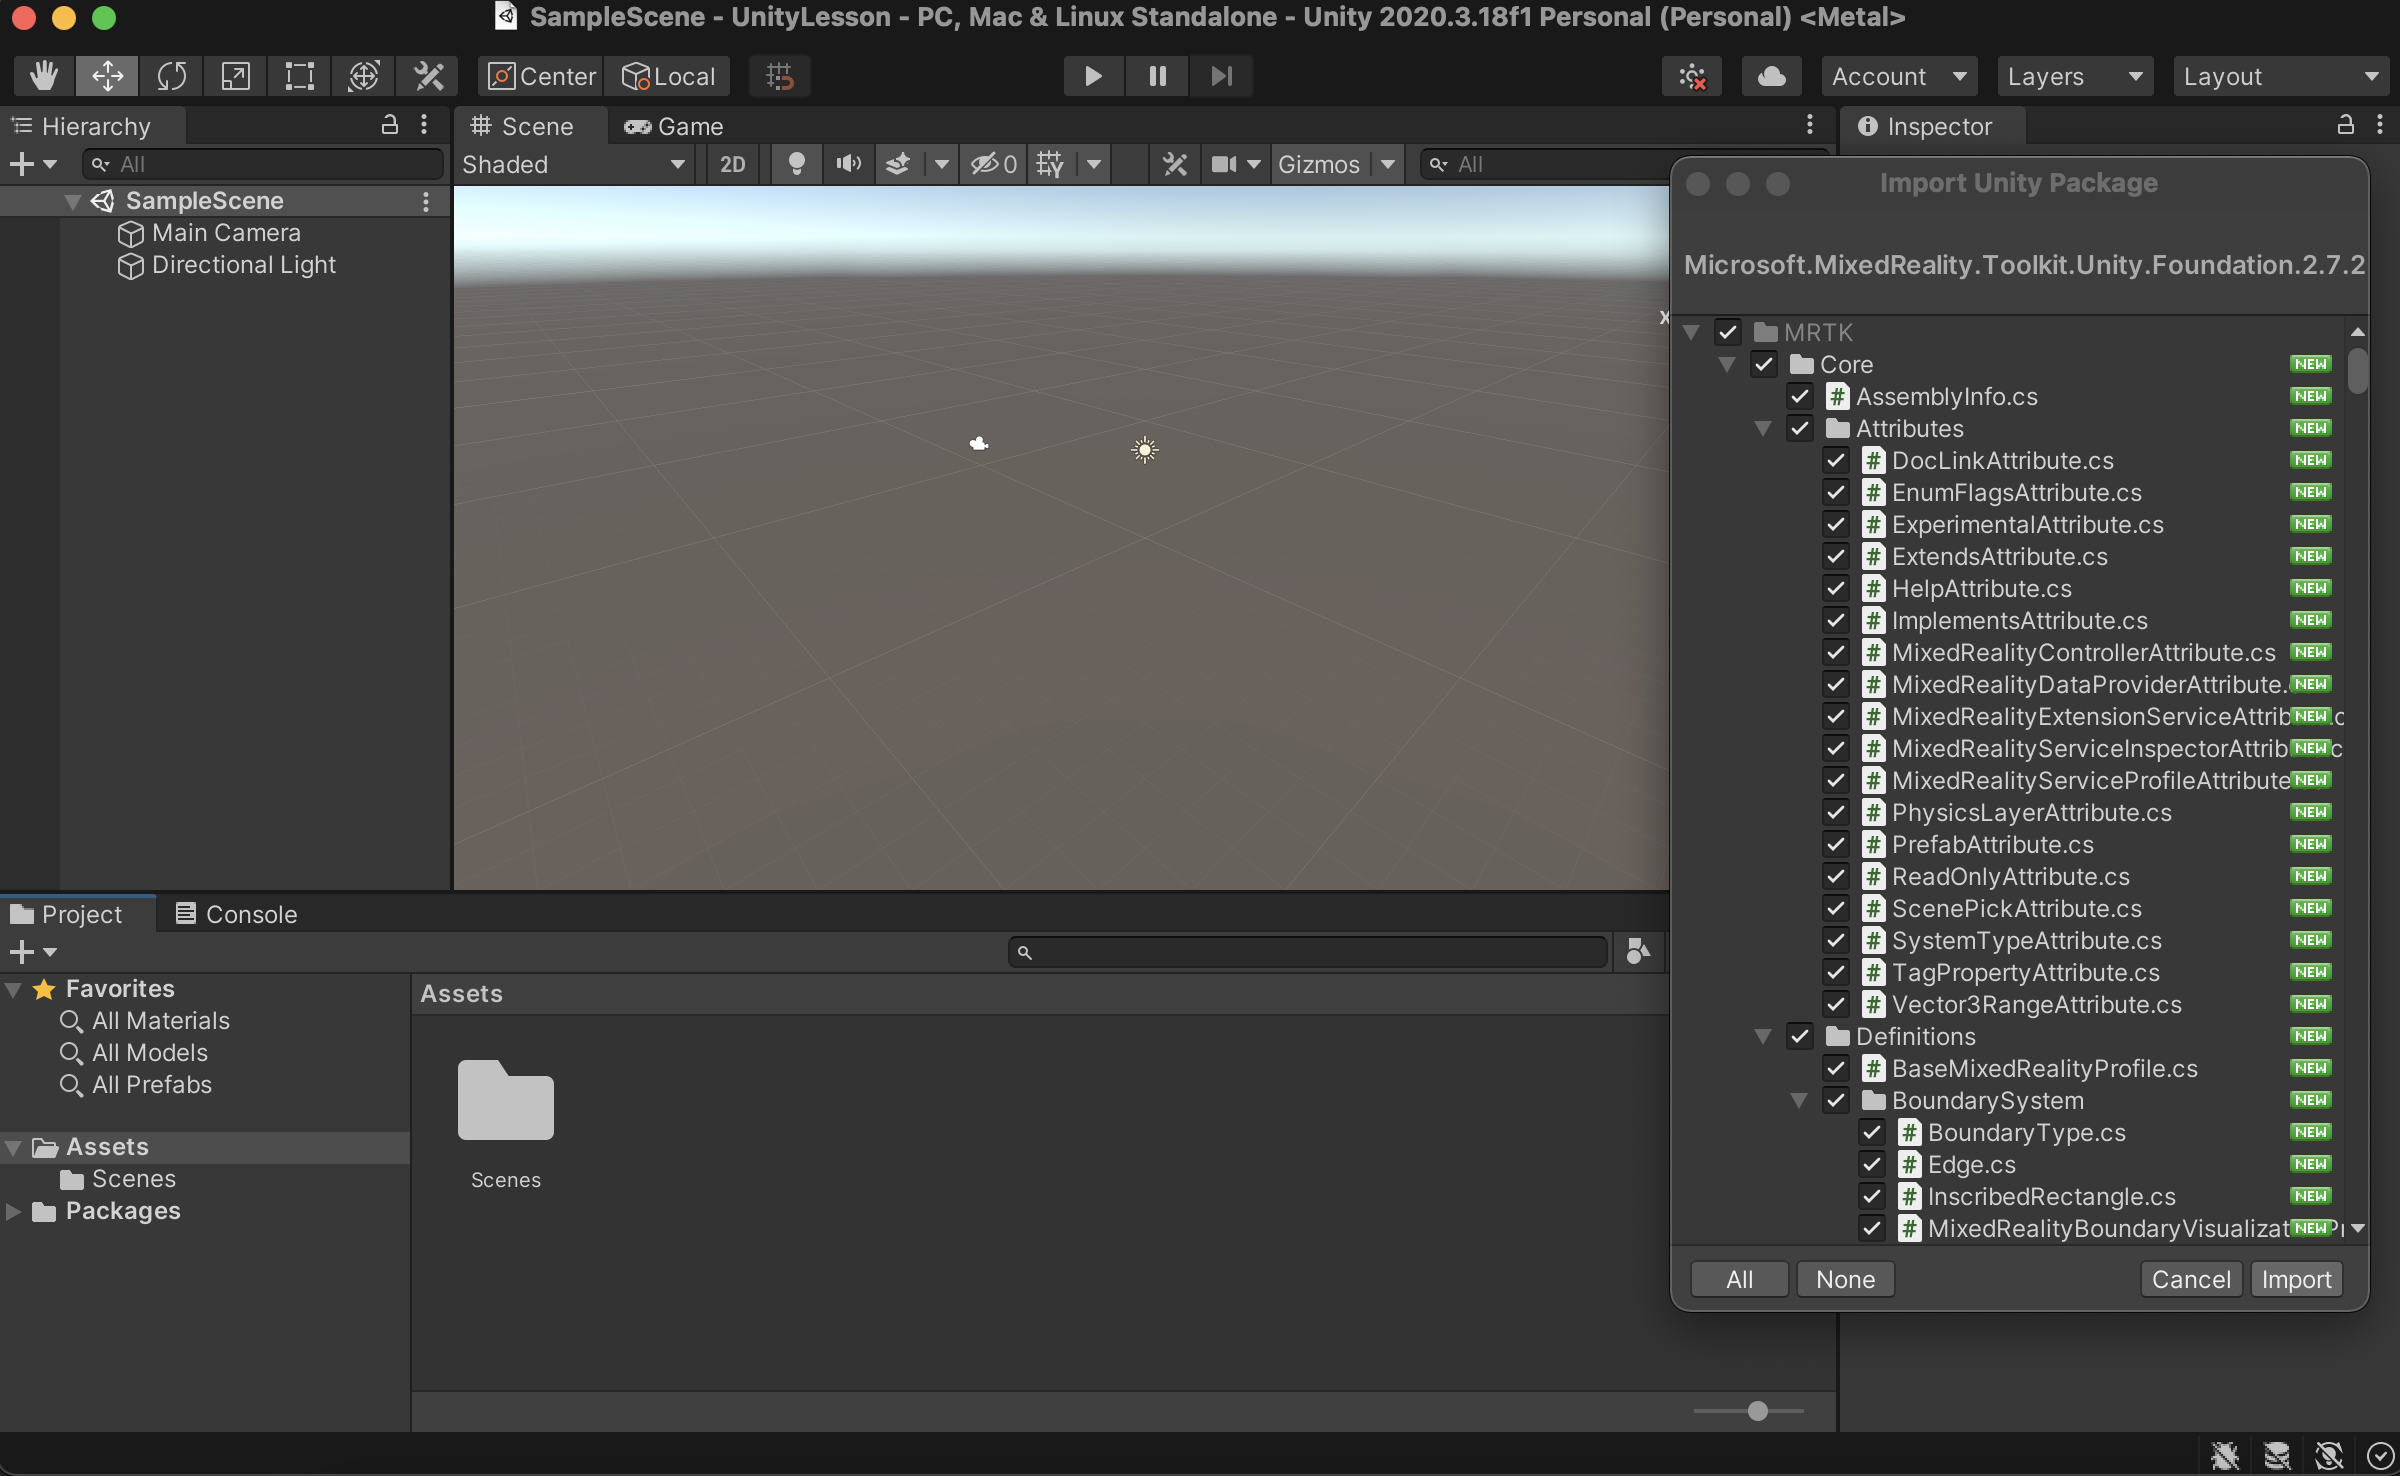 SampleScene - UnityLesson - PC, Mac & Linux Standalone - Unity 2020.3.18f1 Personal (Personal) <Metal>
Center Local Account Layers Layout
Hierarchy
All
SampleScene
Main Camera
Directional Light
Scene Game
Shaded 2D 0 Gizmos All
x
Inspector
Import Unity Package
Microsoft.MixedReality.Toolkit.Unity.Foundation.2.7.2
MRTK
Core NEW
AssemblyInfo.cs NEW
Attributes NEW
DocLinkAttribute.cs NEW
EnumFlagsAttribute.cs NEW
ExperimentalAttribute.cs NEW
ExtendsAttribute.cs NEW
HelpAttribute.cs NEW
ImplementsAttribute.cs NEW
MixedRealityControllerAttribute.cs NEW
MixedRealityDataProviderAttribute. NEW
MixedRealityExtensionServiceAttrib NEW .c
MixedRealityServiceInspectorAttrib NEW c
MixedRealityServiceProfileAttribute NEW
PhysicsLayerAttribute.cs NEW
PrefabAttribute.cs NEW
ReadOnlyAttribute.cs NEW
ScenePickAttribute.cs NEW
SystemTypeAttribute.cs NEW
TagPropertyAttribute.cs NEW
Vector3RangeAttribute.cs NEW
Definitions NEW
BaseMixedRealityProfile.cs NEW
BoundarySystem NEW
BoundaryType.cs NEW
Edge.cs NEW
InscribedRectangle.cs NEW
MixedRealityBoundaryVisualizat NEW Pr
All None Cancel Import
Project Console
Favorites
All Materials
All Models
All Prefabs
Assets
Scenes
Packages
Assets
Scenes